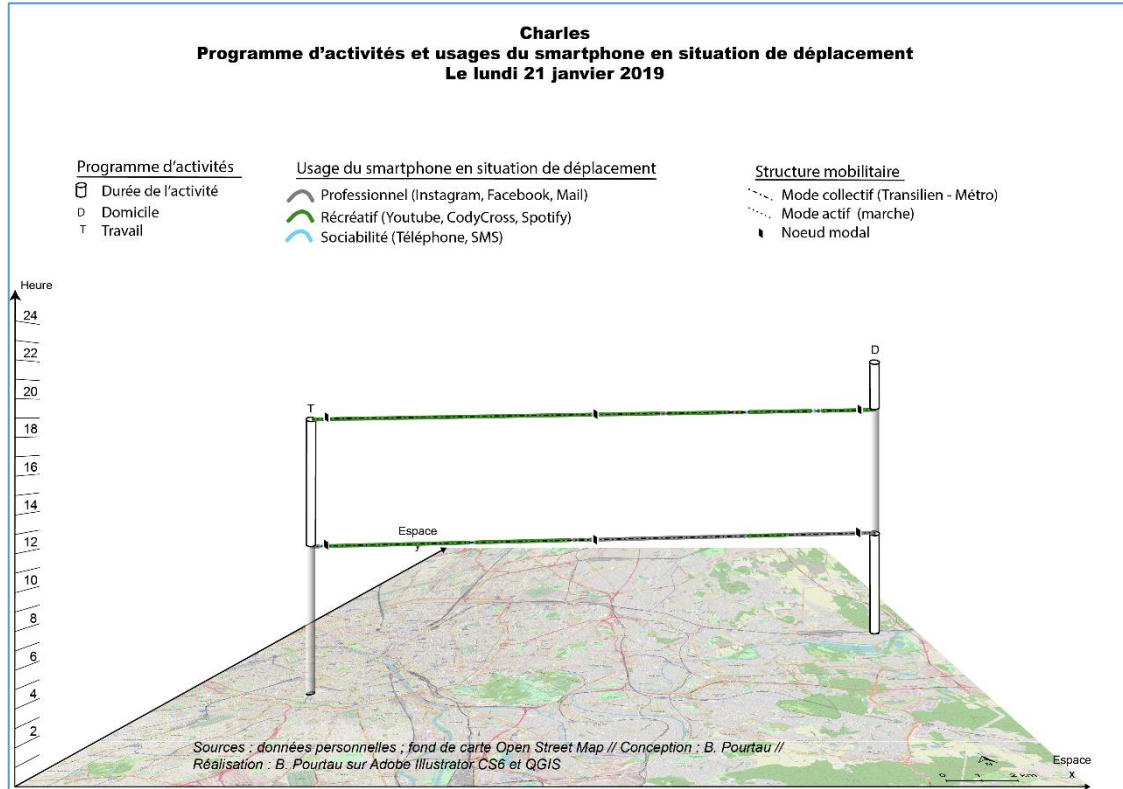 Charles
Programme d'activités et usages du smartphone en situation de déplacement
Le lundi 21 janvier 2019
Programme d'activités
Durée de l'activité
D Domicile
T Travail
Usage du smartphone en situation de déplacement
Professionnel (Instagram, Facebook, Mail)
Récréatif (Youtube, CodyCross, Spotify)
Sociabilité (Téléphone, SMS)
Structure mobilitaire
Mode collectif (Transilien - Métro)
Mode actif (marche)
Noeud modal
Heure
24
22
20
18
16
14
12
10
8
6
4
2
D
T
Espace
y
Sources : données personnelles ; fond de carte Open Street Map // Conception : B. Pourtau //
Réalisation : B. Pourtau sur Adobe Illustrator CS6 et QGIS
N
0 1 2 km
Espace
x